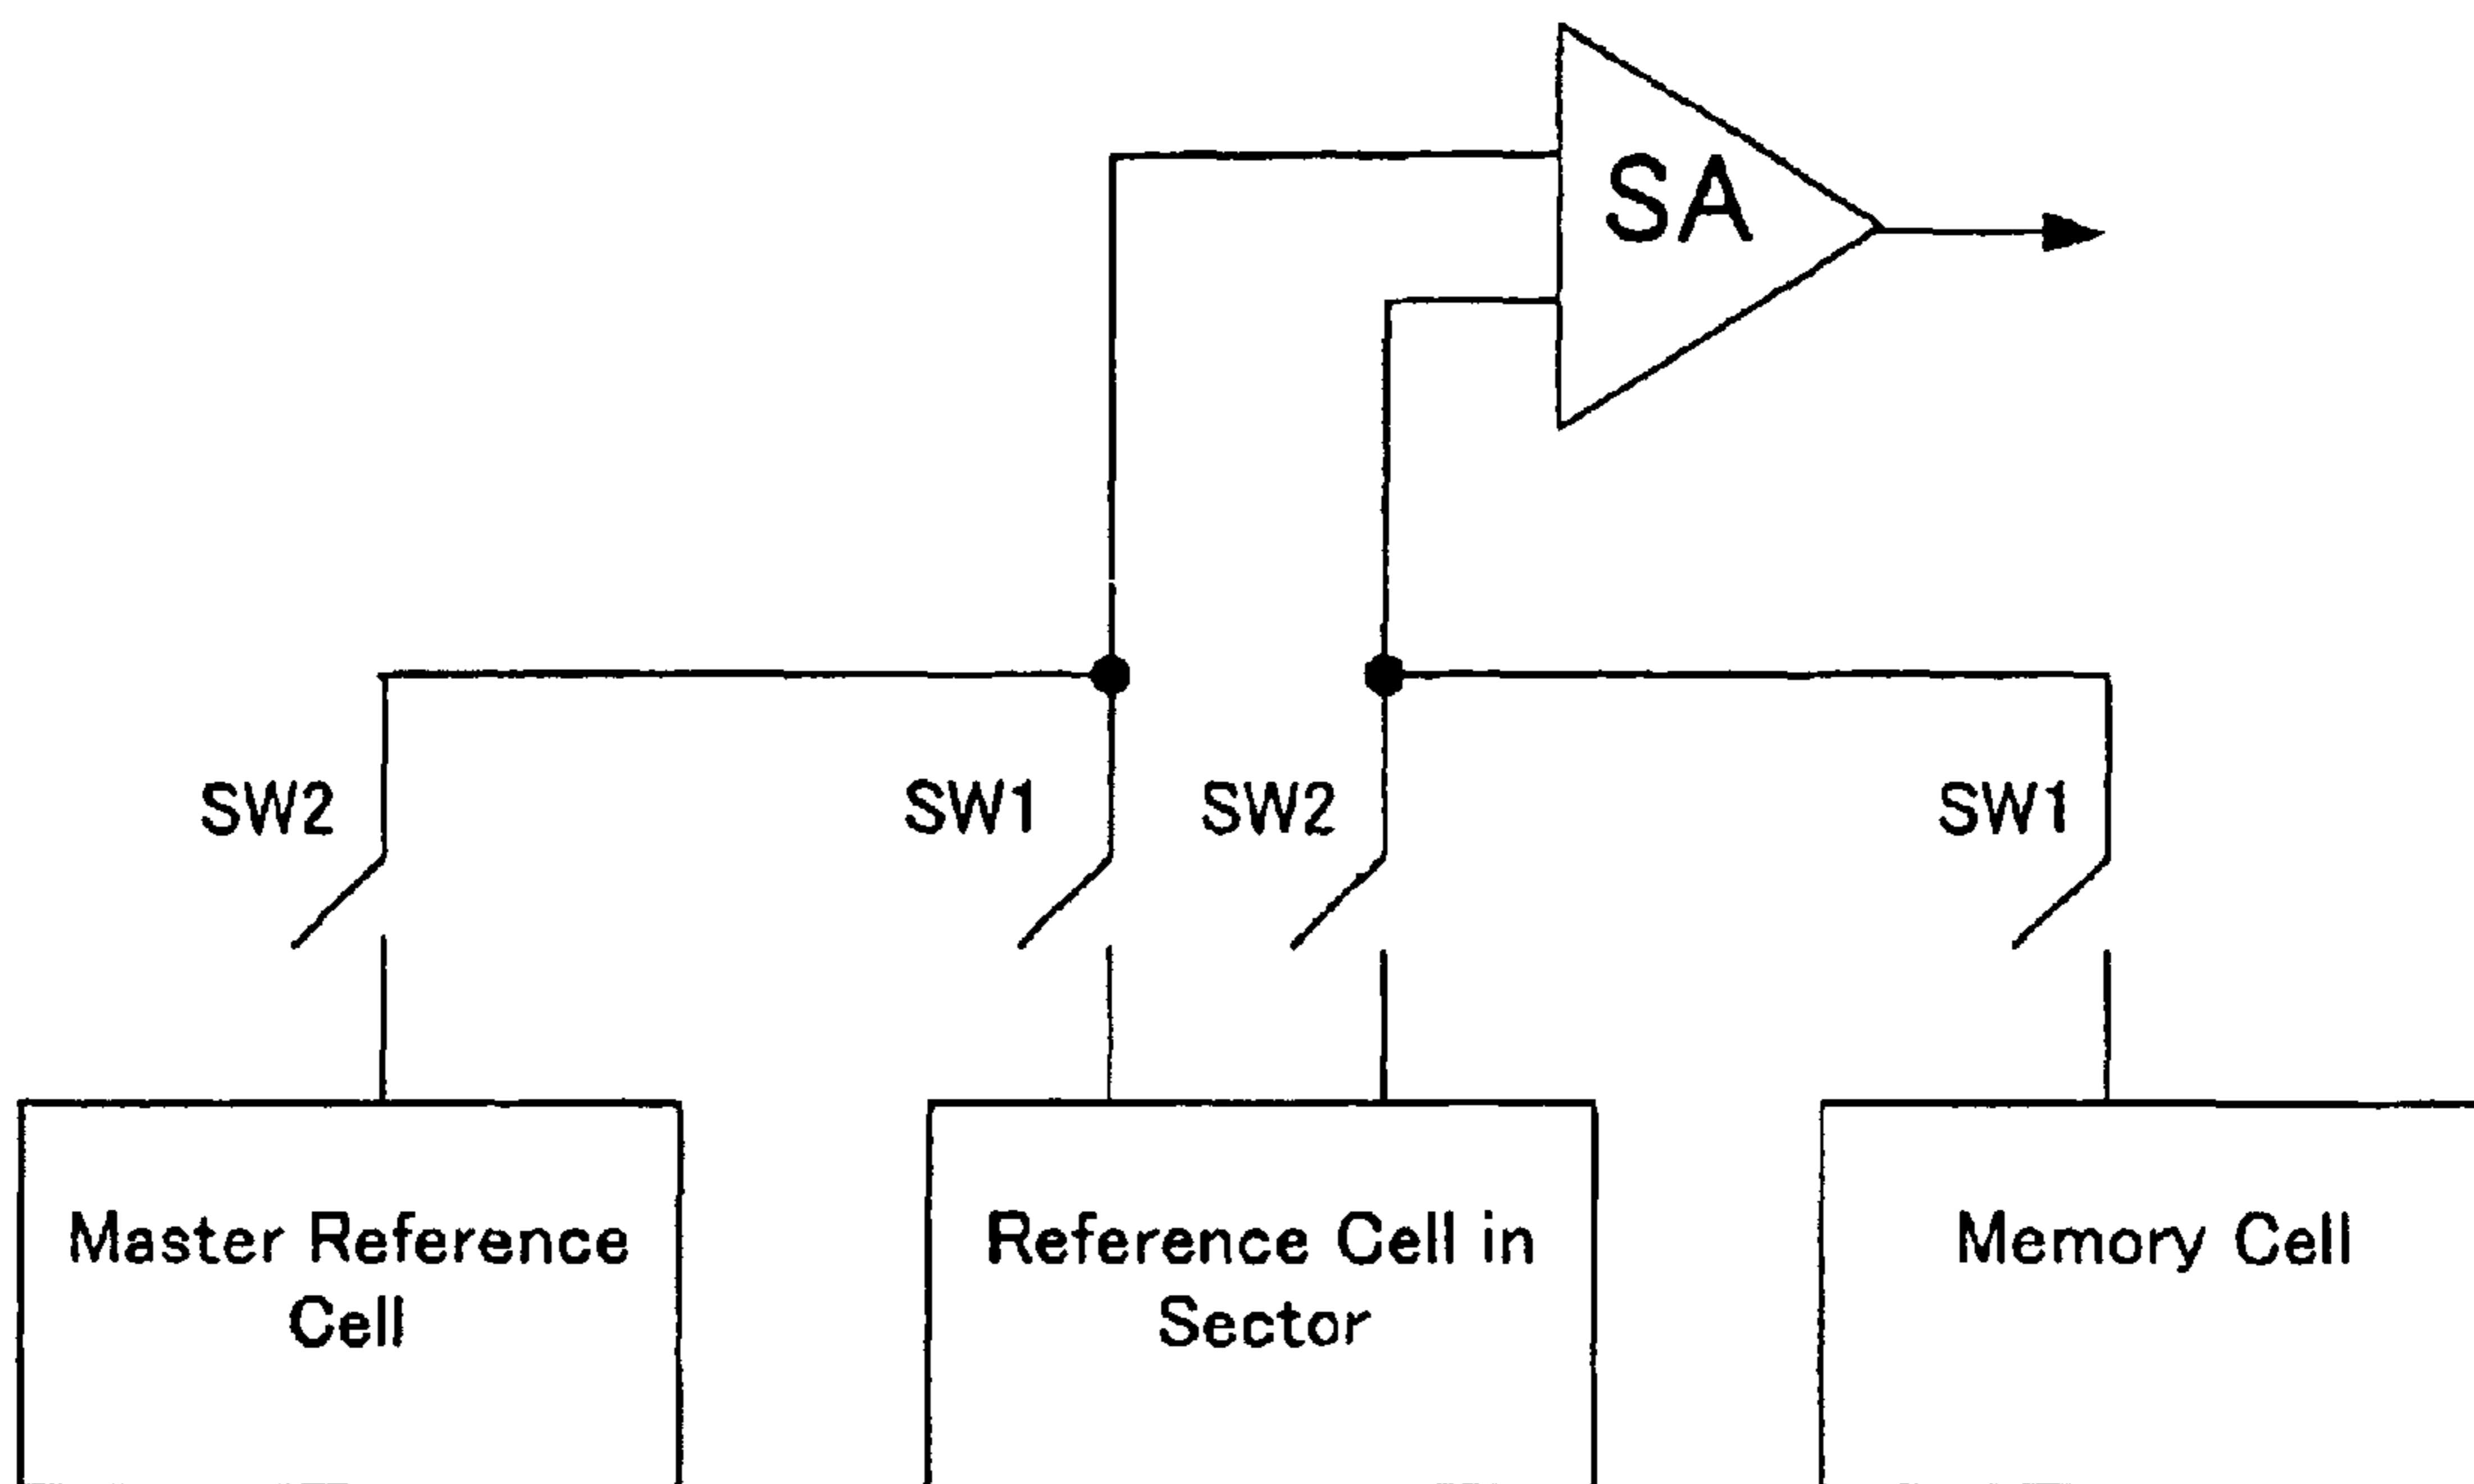 SA
SW2
SW1
SW2
SW1
Master Reference
Cell
Reference Cell in
Sector
Memory Cell